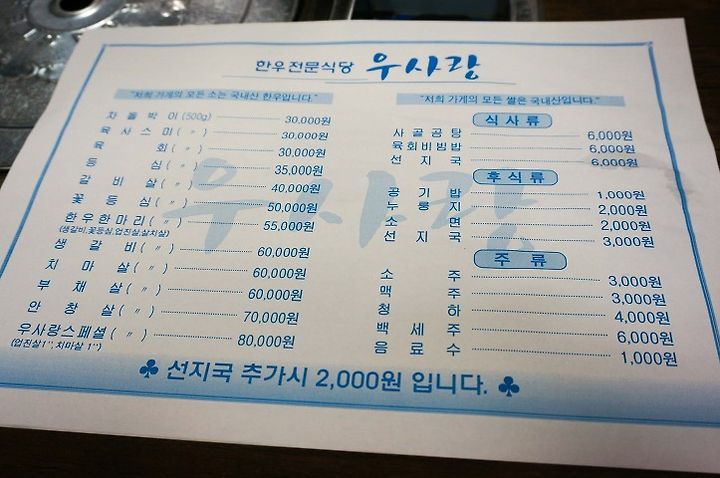 한우전문식당 우사랑
"저희 가게의 모든 소는 국내산 한우입니다."
차돌박이(500g) 30,000원
육사스미(〃) 30,000원
육회(〃) 30,000원
등심(〃) 35,000원
갈비살(〃) 40,000원
꽃등심(〃) 50,000원
한우한마리(〃) 55,000원
(생갈비,꽃등심,업진살,살치살)
생갈비(〃) 60,000원
치마살(〃) 60,000원
부채살(〃) 60,000원
안창살(〃) 70,000원
우사랑스페셜(〃) 80,000원
(업진살1",치마살 1")
"저희 가게의 모든 쌀은 국내산입니다."
식사류
사골곰탕 6,000원
육회비빔밥 6,000원
선지국 6,000원
후식류
공기밥 1,000원
누룽지 2,000원
소면 2,000원
선지국 3,000원
주류
소주 3,000원
맥주 3,000원
청하 4,000원
백세주 6,000원
음료수 1,000원
우사랑
♣ 선지국 추가시 2,000원 입니다. ♣